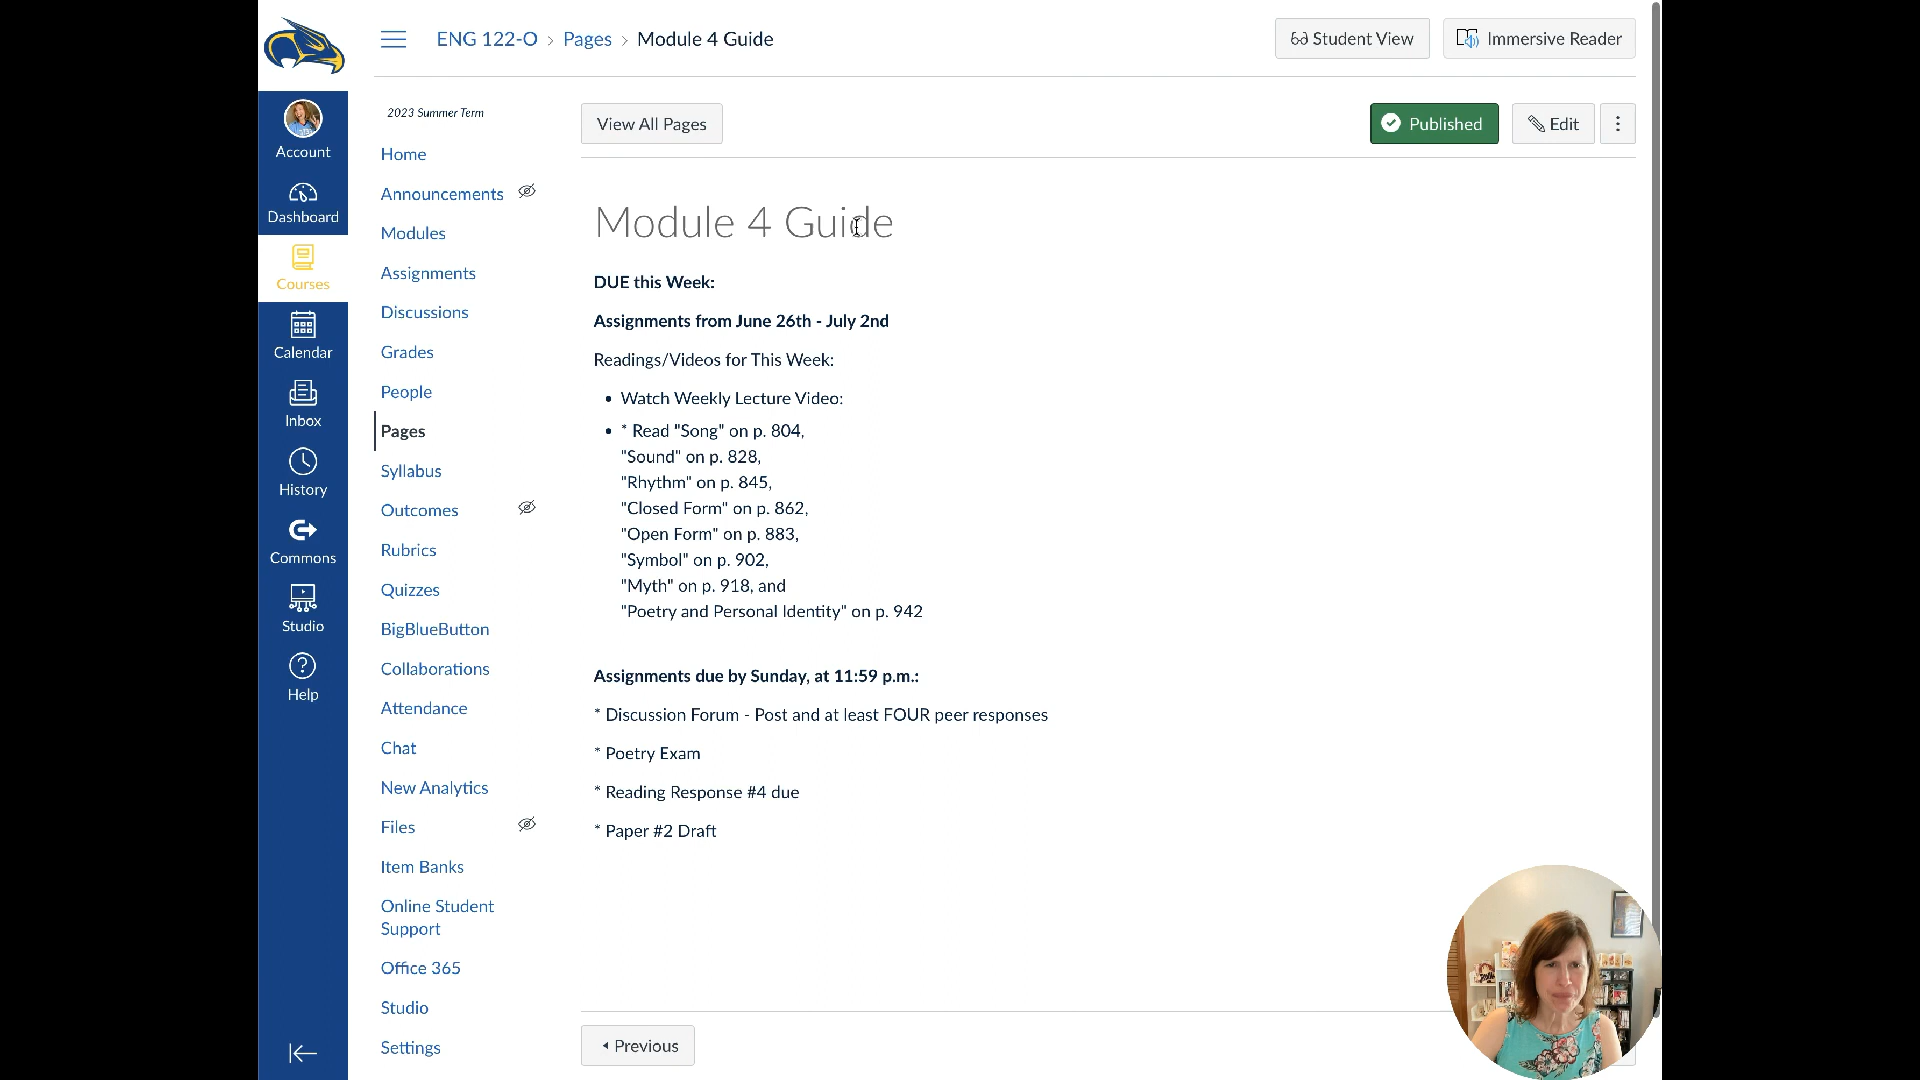 ENG 122-O › Pages › Module 4 Guide
Student View
Immersive Reader
Account
Dashboard
Courses
Calendar
Inbox
History
Commons
Studio
Help
2023 Summer Term
Home
Announcements
Modules
Assignments
Discussions
Grades
People
Pages
Syllabus
Outcomes
Rubrics
Quizzes
BigBlueButton
Collaborations
Attendance
Chat
New Analytics
Files
Item Banks
Online Student
Support
Office 365
Studio
Settings
View All Pages
Published
Edit
Module 4 Guide
DUE this Week:
Assignments from June 26th - July 2nd
Readings/Videos for This Week:
• Watch Weekly Lecture Video:
• * Read "Song" on p. 804,
"Sound" on p. 828,
"Rhythm" on p. 845,
"Closed Form" on p. 862,
"Open Form" on p. 883,
"Symbol" on p. 902,
"Myth" on p. 918, and
"Poetry and Personal Identity" on p. 942
Assignments due by Sunday, at 11:59 p.m.:
* Discussion Forum - Post and at least FOUR peer responses
* Poetry Exam
* Reading Response #4 due
* Paper #2 Draft
Previous